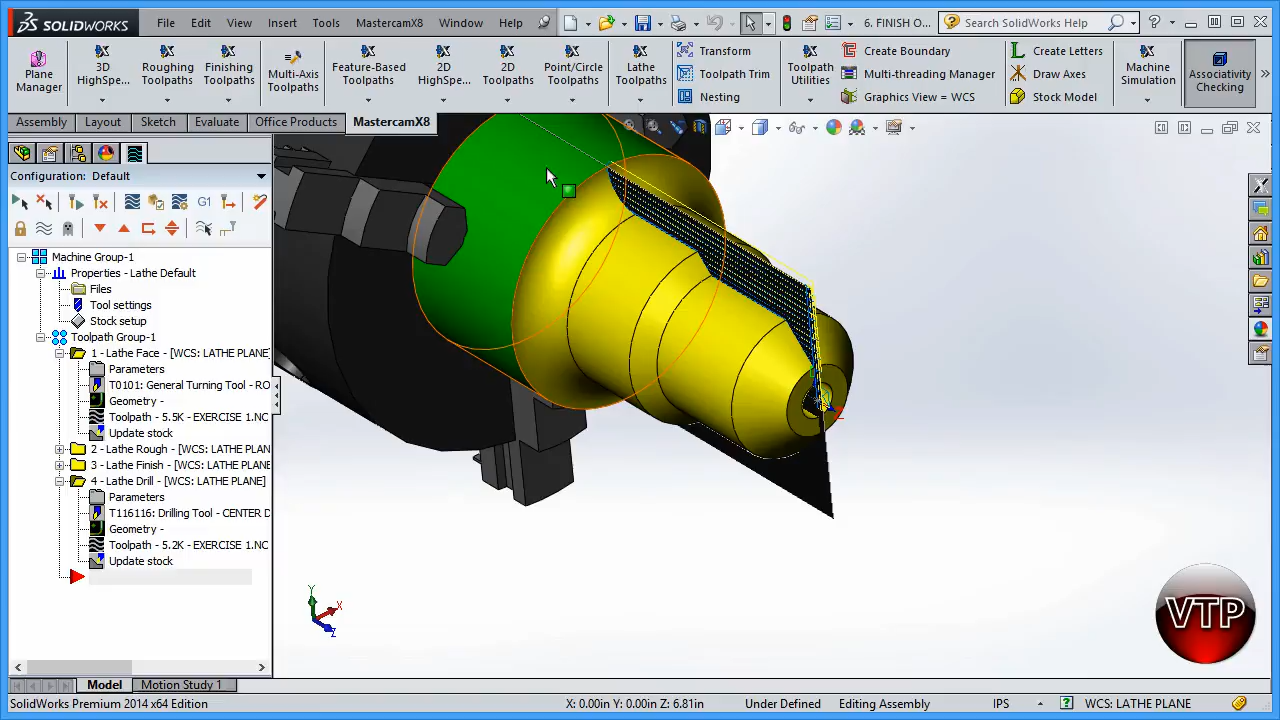 SOLIDWORKS
File Edit View Insert Tools MastercamX8 Window Help
6. FINISH O...
Search SolidWorks Help
Plane Manager
3D HighSpe...
Roughing Toolpaths
Finishing Toolpaths
Multi-Axis Toolpaths
Feature-Based Toolpaths
2D HighSpe...
2D Toolpaths
Point/Circle Toolpaths
Lathe Toolpaths
Transform
Toolpath Trim
Nesting
Toolpath Utilities
Create Boundary
Multi-threading Manager
Graphics View = WCS
Create Letters
Draw Axes
Stock Model
Machine Simulation
Associativity Checking
Assembly Layout Sketch Evaluate Office Products MastercamX8
Configuration: Default
G1
Machine Group-1
Properties - Lathe Default
Files
Tool settings
Stock setup
Toolpath Group-1
1 - Lathe Face - [WCS: LATHE PLANE]
Parameters
T0101: General Turning Tool - RO
Geometry -
Toolpath - 5.5K - EXERCISE 1.NC
Update stock
2 - Lathe Rough - [WCS: LATHE PLANE]
3 - Lathe Finish - [WCS: LATHE PLANE]
4 - Lathe Drill - [WCS: LATHE PLANE]
Parameters
T116116: Drilling Tool - CENTER D
Geometry -
Toolpath - 5.2K - EXERCISE 1.NC
Update stock
Y
X
Z
VTP
Model Motion Study 1
SolidWorks Premium 2014 x64 Edition
X: 0.00in Y: 0.00in Z: 6.81in
Under Defined
Editing Assembly
IPS
WCS: LATHE PLANE